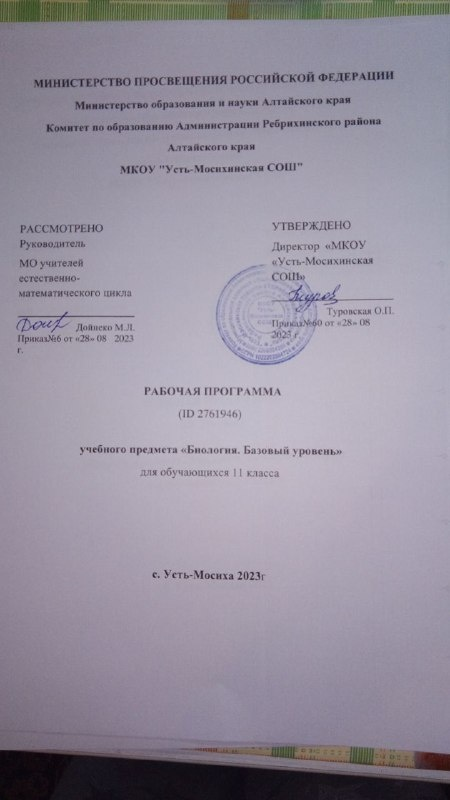 МИНИСТЕРСТВО ПРОСВЕЩЕНИЯ РОССИЙСКОЙ ФЕДЕРАЦИИ
Министерство образования и науки Алтайского края
Комитет по образованию Администрации Ребрихинского района
Алтайского края
МКОУ "Усть-Мосихинская СОШ"
РАССМОТРЕНО
Руководитель
МО учителей
естественно-
математического цикла
Дойнеко М.Л.
Приказ№6 от «28» 08 2023
г.
УТВЕРЖДЕНО
Директор «МКОУ
«Усть-Мосихинская
СОШ»
Туровская О.П.
Приказ№60 от «28» 08
2023 г.
РАБОЧАЯ ПРОГРАММА
(ID 2761946)
учебного предмета «Биология. Базовый уровень»
для обучающихся 11 класса
с. Усть-Мосиха 2023г